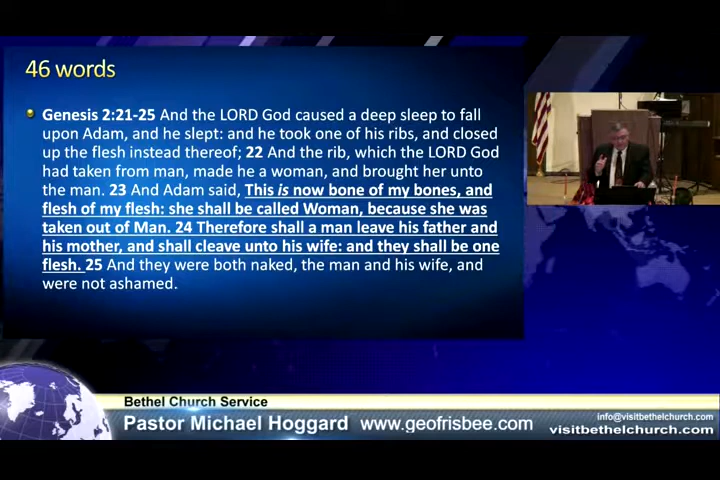 46 words
Genesis 2:21-25 And the LORD God caused a deep sleep to fall
upon Adam, and he slept: and he took one of his ribs, and closed
up the flesh instead thereof; 22 And the rib, which the LORD God
had taken from man, made he a woman, and brought her unto
the man. 23 And Adam said, This is now bone of my bones, and
flesh of my flesh: she shall be called Woman, because she was
taken out of Man. 24 Therefore shall a man leave his father and
his mother, and shall cleave unto his wife: and they shall be one
flesh. 25 And they were both naked, the man and his wife, and
were not ashamed.
Bethel Church Service
Pastor Michael Hoggard www.geofrisbee.com
info@visitbethelchurch.com
visitbethelchurch.com